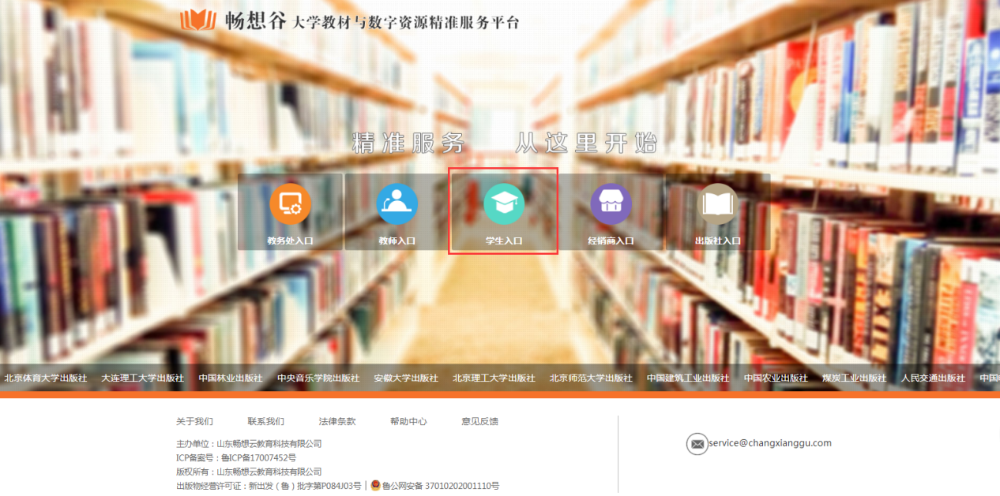 畅想谷 大学教材与数字资源精准服务平台
精准服务 从这里开始
教务处入口 教师入口 学生入口 经销商入口 出版社入口
北京体育大学出版社 大连理工大学出版社 中国林业出版社 中央音乐学院出版社 安徽大学出版社 北京理工大学出版社 北京师范大学出版社 中国建筑工业出版社 中国农业出版社 煤炭工业出版社 人民交通出版社 中国
关于我们 联系我们 法律条款 帮助中心 意见反馈
主办单位：山东畅想云教育科技有限公司
ICP备案号：鲁ICP备17007452号
版权所有：山东畅想云教育科技有限公司
出版物经营许可证：新出发（鲁）批字第P084J03号 | 鲁公网安备 37010202001110号
service@changxianggu.com